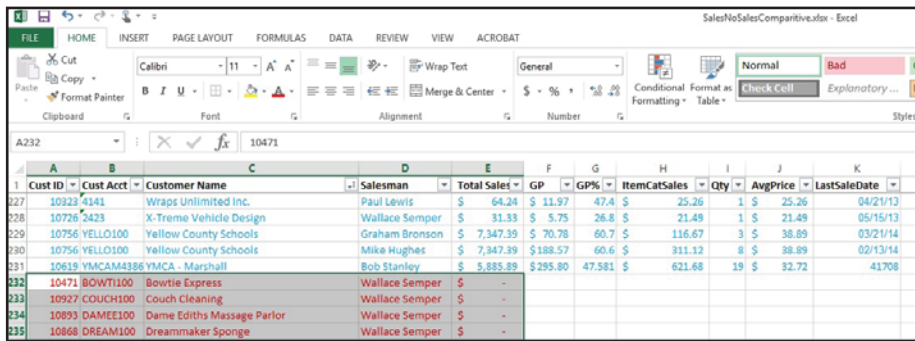 SalesNoSalesComparitive.xlsx - Excel
FILE HOME INSERT PAGE LAYOUT FORMULAS DATA REVIEW VIEW ACROBAT
Cut
Copy
Paste
Format Painter
Calibri 11 A A
B I U
Wrap Text
Merge & Center
General
$ % ,
Conditional Formatting
Format as Table
Normal Bad
Check Cell Explanatory ...
Clipboard Font Alignment Number Styles
A232 fx 10471
A B C D E F G H I J K
1 Cust ID Cust Acct Customer Name Salesman Total Sales GP GP% ItemCatSales Qty AvgPrice LastSaleDate
227 10323 4141 Wraps Unlimited Inc. Paul Lewis $ 64.24 $ 11.97 47.4 $ 25.26 1 $ 25.26 04/21/13
228 10726 2423 X-Treme Vehicle Design Wallace Semper $ 31.33 $ 5.75 26.8 $ 21.49 1 $ 21.49 05/15/13
229 10756 YELLO100 Yellow County Schools Graham Bronson $ 7,347.39 $ 70.78 60.7 $ 116.67 3 $ 38.89 03/21/14
230 10756 YELLO100 Yellow County Schools Mike Hughes $ 7,347.39 $188.57 60.6 $ 311.12 8 $ 38.89 02/13/14
231 10619 YMCAM4386 YMCA - Marshall Bob Stanley $ 5,885.89 $295.80 47.581 $ 621.68 19 $ 32.72 41708
232 10471 BOWTI100 Bowtie Express Wallace Semper $ -
233 10927 COUCH100 Couch Cleaning Wallace Semper $ -
234 10893 DAMEE100 Dame Ediths Massage Parlor Wallace Semper $ -
235 10868 DREAM100 Dreammaker Sponge Wallace Semper $ -